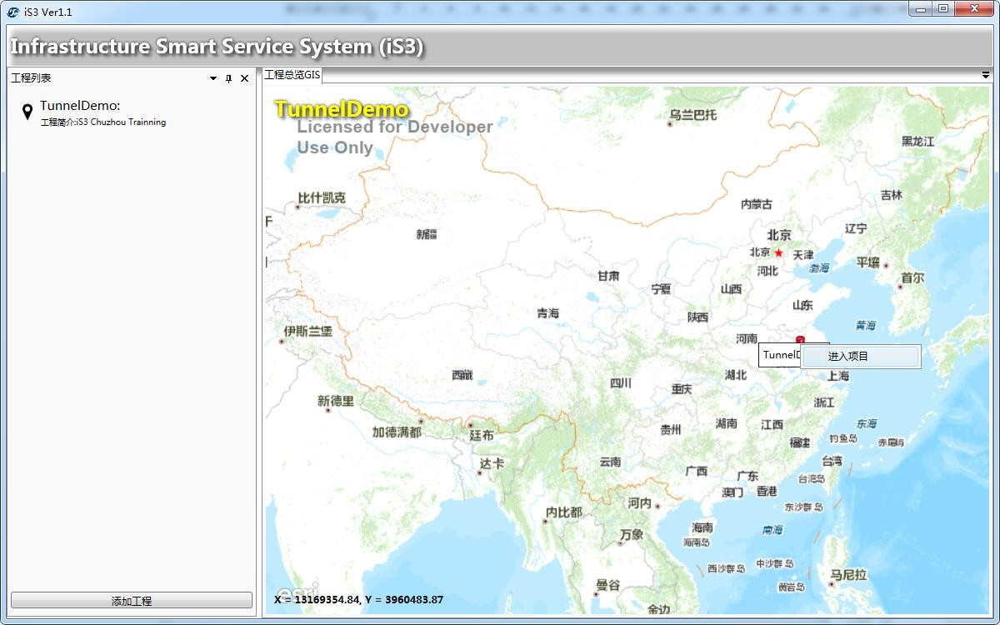 iS3 Ver1.1
Infrastructure Smart Service System (iS3)
工程列表
TunnelDemo:
工程简介:iS3 Chuzhou Trainning
添加工程
工程总览GIS
TunnelDemo
Licensed for Developer
Use Only
乌兰巴托
黑龙江
比什凯克
内蒙古
吉林
新疆
北京
辽宁
北京
天津
平壤
河北
渤海
甘肃
宁夏
山西
首尔
青海
陕西
山东
黄海
伊斯兰堡
河南
TunnelD
进入项目
西藏
四川
重庆
湖北
上海
新德里
浙江
加德满都
廷布
贵州
湖南
江西
东海
福建
钓鱼岛
赤尾屿
达卡
云南
广西
广东
台湾
台湾岛
澳门
香港
内比都
河内
东沙群岛
万象
海南
海南岛
南海
西沙群岛
中沙群岛
曼谷
黄岩岛
马尼拉
esri
X = 13169354.84, Y = 3960483.87
金边